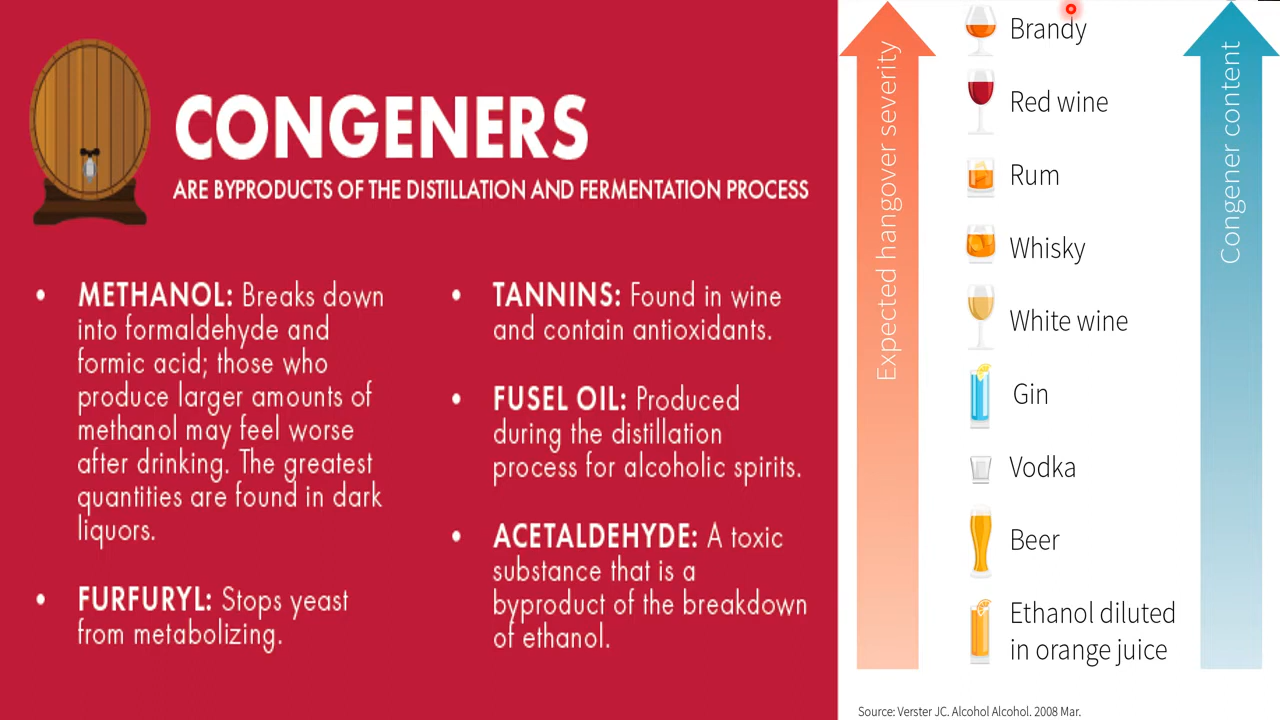 CONGENERS
ARE BYPRODUCTS OF THE DISTILLATION AND FERMENTATION PROCESS
• METHANOL: Breaks down
into formaldehyde and
formic acid; those who
produce larger amounts of
methanol may feel worse
after drinking. The greatest
quantities are found in dark
liquors.
• FURFURYL: Stops yeast
from metabolizing.
• TANNINS: Found in wine
and contain antioxidants.
• FUSEL OIL: Produced
during the distillation
process for alcoholic spirits.
• ACETALDEHYDE: A toxic
substance that is a
byproduct of the breakdown
of ethanol.
Expected hangover severity
Brandy
Red wine
Rum
Whisky
White wine
Gin
Vodka
Beer
Ethanol diluted
in orange juice
Congener content
Source: Verster JC. Alcohol Alcohol. 2008 Mar.